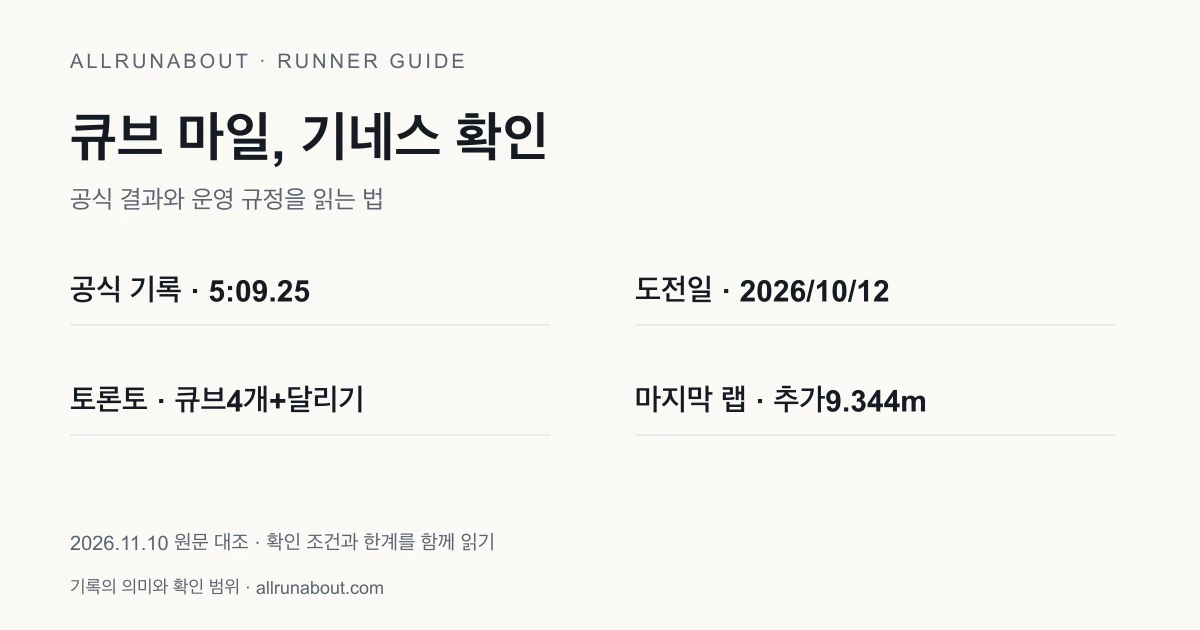 ALLRUNABOUT · RUNNER GUIDE
큐브 마일, 기네스 확인
공식 결과와 운영 규정을 읽는 법
공식 기록 · 5:09.25
도전일 · 2026/10/12
토론토 · 큐브4개+달리기
마지막 랩 · 추가9.344m
2026.11.10 원문 대조 · 확인 조건과 한계를 함께 읽기
기록의 의미와 확인 범위 · allrunabout.com